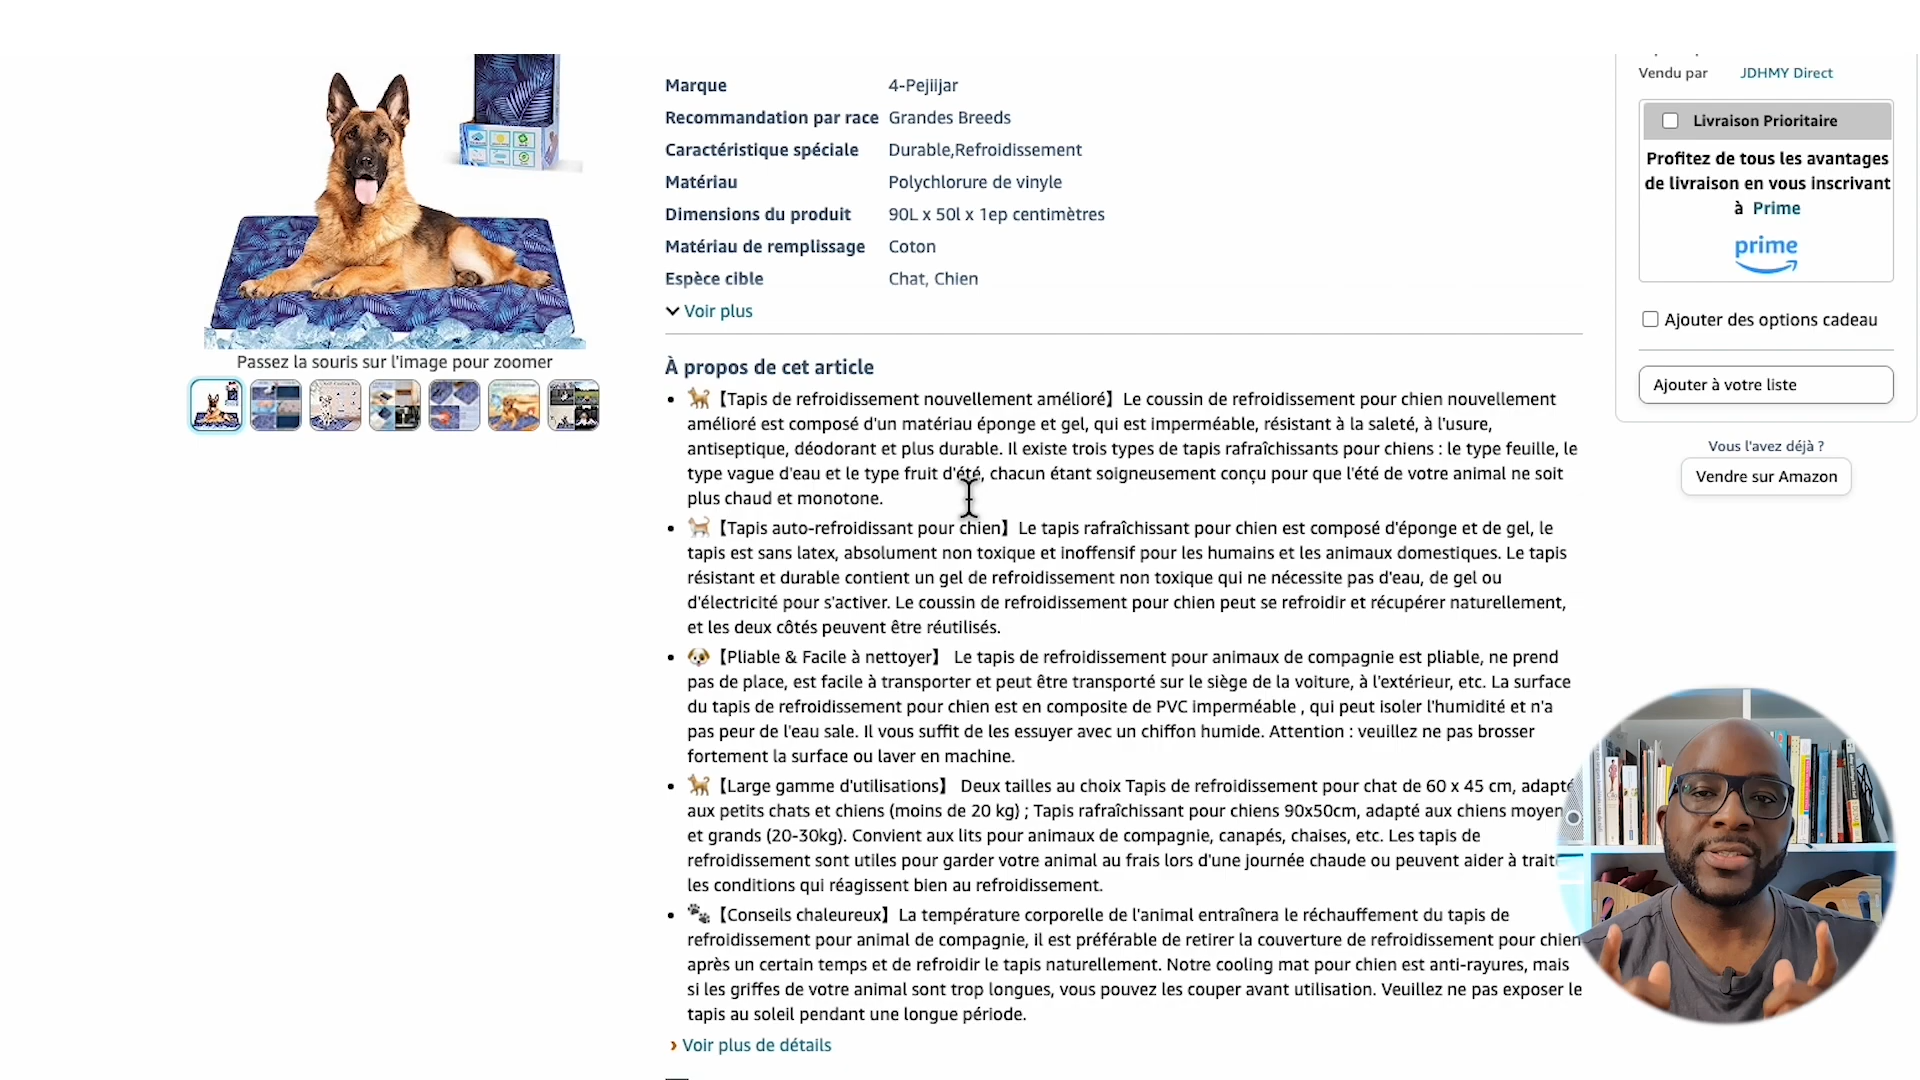 Passez la souris sur l'image pour zoomer
Marque 4-Pejiijar
Recommandation par race Grandes Breeds
Caractéristique spéciale Durable,Refroidissement
Matériau Polychlorure de vinyle
Dimensions du produit 90L x 50l x 1ep centimètres
Matériau de remplissage Coton
Espèce cible Chat, Chien
Voir plus
À propos de cet article
【Tapis de refroidissement nouvellement amélioré】Le coussin de refroidissement pour chien nouvellement
amélioré est composé d'un matériau éponge et gel, qui est imperméable, résistant à la saleté, à l'usure,
antiseptique, déodorant et plus durable. Il existe trois types de tapis rafraîchissants pour chiens : le type feuille, le
type vague d'eau et le type fruit d'été, chacun étant soigneusement conçu pour que l'été de votre animal ne soit
plus chaud et monotone.
【Tapis auto-refroidissant pour chien】Le tapis rafraîchissant pour chien est composé d'éponge et de gel, le
tapis est sans latex, absolument non toxique et inoffensif pour les humains et les animaux domestiques. Le tapis
résistant et durable contient un gel de refroidissement non toxique qui ne nécessite pas d'eau, de gel ou
d'électricité pour s'activer. Le coussin de refroidissement pour chien peut se refroidir et récupérer naturellement,
et les deux côtés peuvent être réutilisés.
【Pliable & Facile à nettoyer】 Le tapis de refroidissement pour animaux de compagnie est pliable, ne prend
pas de place, est facile à transporter et peut être transporté sur le siège de la voiture, à l'extérieur, etc. La surface
du tapis de refroidissement pour chien est en composite de PVC imperméable , qui peut isoler l'humidité et n'a
pas peur de l'eau sale. Il vous suffit de les essuyer avec un chiffon humide. Attention : veuillez ne pas brosser
fortement la surface ou laver en machine.
【Large gamme d'utilisations】 Deux tailles au choix Tapis de refroidissement pour chat de 60 x 45 cm, adapté
aux petits chats et chiens (moins de 20 kg) ; Tapis rafraîchissant pour chiens 90x50cm, adapté aux chiens moyen
et grands (20-30kg). Convient aux lits pour animaux de compagnie, canapés, chaises, etc. Les tapis de
refroidissement sont utiles pour garder votre animal au frais lors d'une journée chaude ou peuvent aider à trait
les conditions qui réagissent bien au refroidissement.
【Conseils chaleureux】La température corporelle de l'animal entraînera le réchauffement du tapis de
refroidissement pour animal de compagnie, il est préférable de retirer la couverture de refroidissement pour chien
après un certain temps et de refroidir le tapis naturellement. Notre cooling mat pour chien est anti-rayures, mais
si les griffes de votre animal sont trop longues, vous pouvez les couper avant utilisation. Veuillez ne pas exposer le
tapis au soleil pendant une longue période.
Voir plus de détails
Vendu par JDHMY Direct
Livraison Prioritaire
Profitez de tous les avantages
de livraison en vous inscrivant
à Prime
prime
Ajouter des options cadeau
Ajouter à votre liste
Vous l'avez déjà ?
Vendre sur Amazon